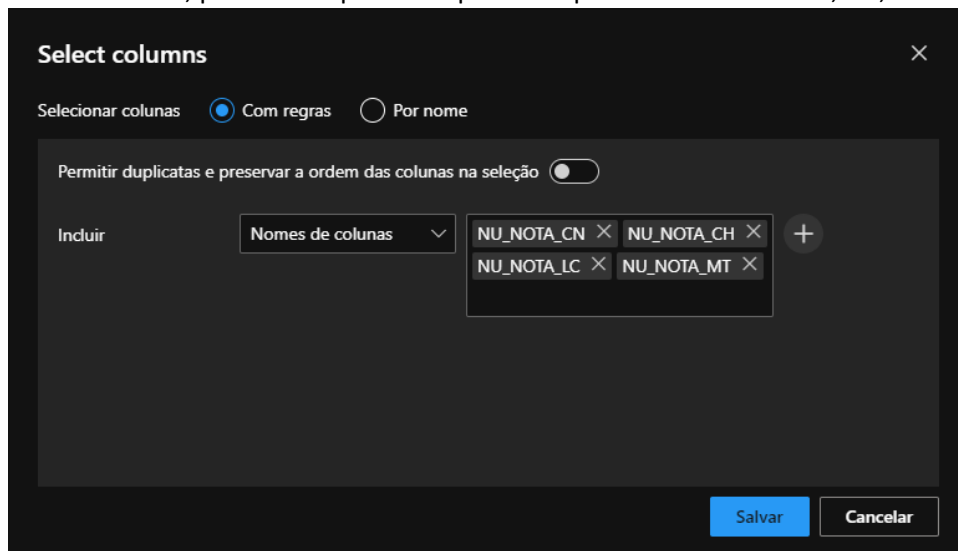 Select columns
Selecionar colunas Com regras Por nome
Permitir duplicatas e preservar a ordem das colunas na seleção
Incluir Nomes de colunas NU_NOTA_CN NU_NOTA_CH
NU_NOTA_LC NU_NOTA_MT
Salvar Cancelar